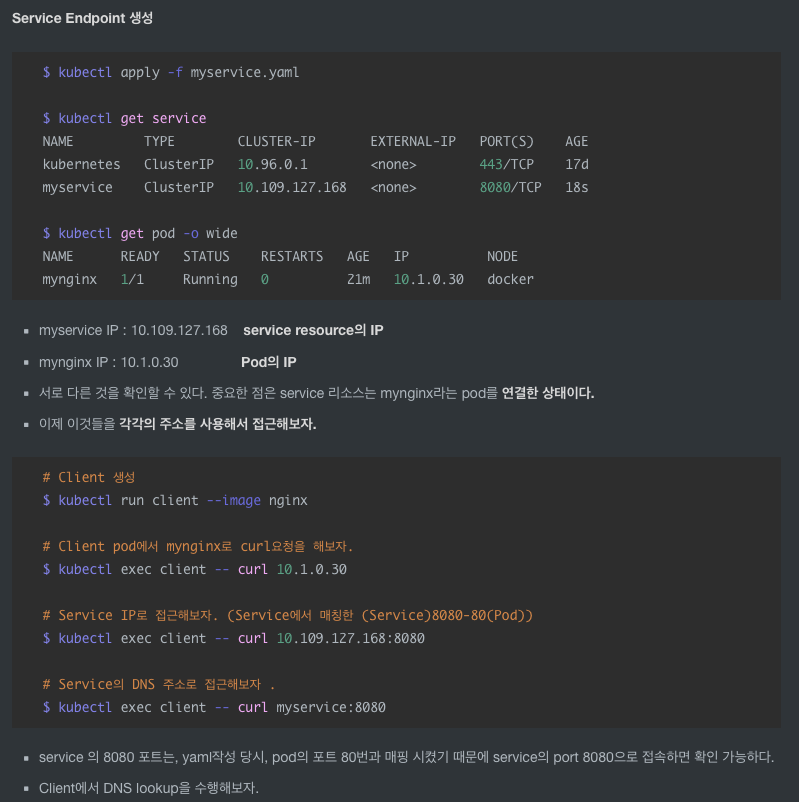 Service Endpoint 생성
$ kubectl apply -f myservice.yaml
$ kubectl get service
NAME TYPE CLUSTER-IP EXTERNAL-IP PORT(S) AGE
kubernetes ClusterIP 10.96.0.1 <none> 443/TCP 17d
myservice ClusterIP 10.109.127.168 <none> 8080/TCP 18s
$ kubectl get pod -o wide
NAME READY STATUS RESTARTS AGE IP NODE
mynginx 1/1 Running 0 21m 10.1.0.30 docker
▪ myservice IP : 10.109.127.168 service resource의 IP
▪ mynginx IP : 10.1.0.30 Pod의 IP
▪ 서로 다른 것을 확인할 수 있다. 중요한 점은 service 리소스는 mynginx라는 pod를 연결한 상태이다.
▪ 이제 이것들을 각각의 주소를 사용해서 접근해보자.
# Client 생성
$ kubectl run client --image nginx
# Client pod에서 mynginx로 curl요청을 해보자.
$ kubectl exec client -- curl 10.1.0.30
# Service IP로 접근해보자. (Service에서 매칭한 (Service)8080-80(Pod))
$ kubectl exec client -- curl 10.109.127.168:8080
# Service의 DNS 주소로 접근해보자 .
$ kubectl exec client -- curl myservice:8080
▪ service 의 8080 포트는, yaml작성 당시, pod의 포트 80번과 매핑 시켰기 때문에 service의 port 8080으로 접속하면 확인 가능하다.
▪ Client에서 DNS lookup을 수행해보자.